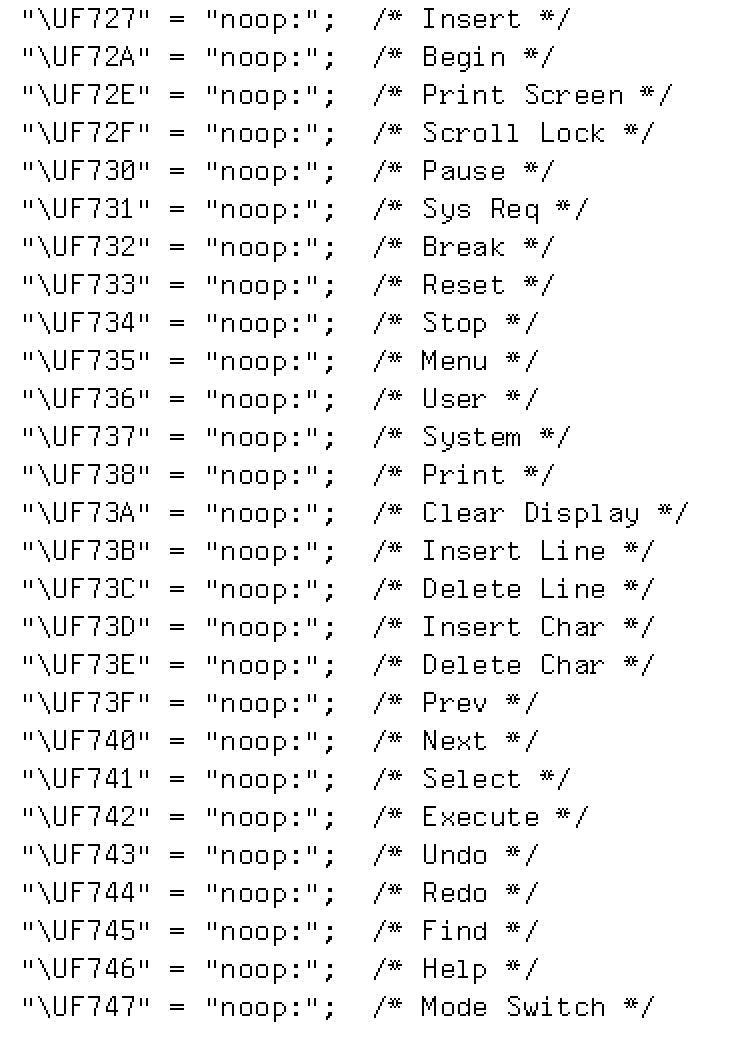 "\UF727" = "noop:";  /* Insert */
"\UF72A" = "noop:";  /* Begin */
"\UF72E" = "noop:";  /* Print Screen */
"\UF72F" = "noop:";  /* Scroll Lock */
"\UF730" = "noop:";  /* Pause */
"\UF731" = "noop:";  /* Sys Req */
"\UF732" = "noop:";  /* Break */
"\UF733" = "noop:";  /* Reset */
"\UF734" = "noop:";  /* Stop */
"\UF735" = "noop:";  /* Menu */
"\UF736" = "noop:";  /* User */
"\UF737" = "noop:";  /* System */
"\UF738" = "noop:";  /* Print */
"\UF73A" = "noop:";  /* Clear Display */
"\UF73B" = "noop:";  /* Insert Line */
"\UF73C" = "noop:";  /* Delete Line */
"\UF73D" = "noop:";  /* Insert Char */
"\UF73E" = "noop:";  /* Delete Char */
"\UF73F" = "noop:";  /* Prev */
"\UF740" = "noop:";  /* Next */
"\UF741" = "noop:";  /* Select */
"\UF742" = "noop:";  /* Execute */
"\UF743" = "noop:";  /* Undo */
"\UF744" = "noop:";  /* Redo */
"\UF745" = "noop:";  /* Find */
"\UF746" = "noop:";  /* Help */
"\UF747" = "noop:";  /* Mode Switch */